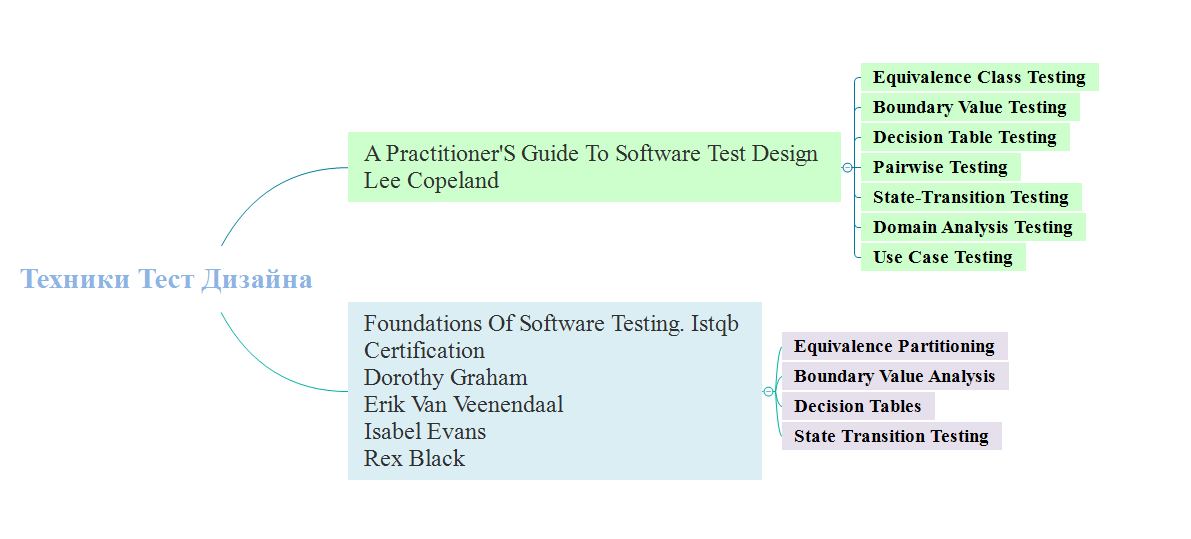 Техники Тест Дизайна
A Practitioner'S Guide To Software Test Design
Lee Copeland
Equivalence Class Testing
Boundary Value Testing
Decision Table Testing
Pairwise Testing
State-Transition Testing
Domain Analysis Testing
Use Case Testing
Foundations Of Software Testing. Istqb
Certification
Dorothy Graham
Erik Van Veenendaal
Isabel Evans
Rex Black
Equivalence Partitioning
Boundary Value Analysis
Decision Tables
State Transition Testing